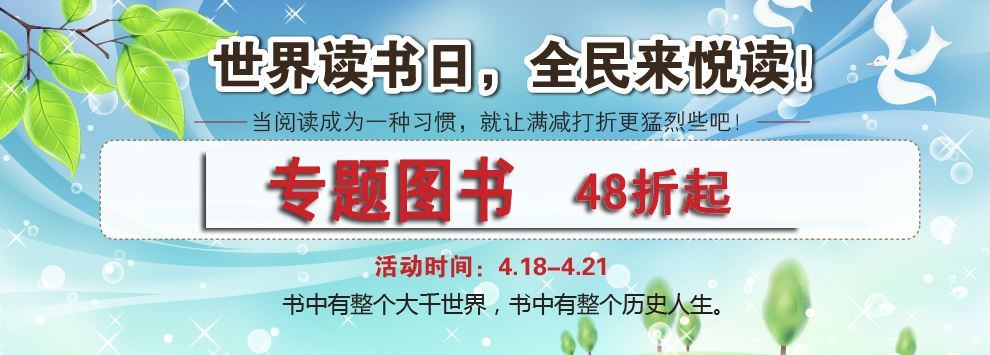 世界读书日，全民来悦读！
当阅读成为一种习惯，就让满减打折更猛烈些吧！
专题图书 48折起
活动时间：4.18-4.21
书中有整个大千世界，书中有整个历史人生。